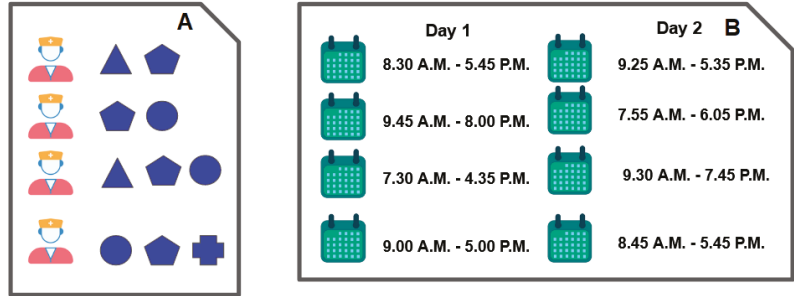 A
Day 1
Day 2
B
8.30 A.M. - 5.45 P.M.
9.25 A.M. - 5.35 P.M.
9.45 A.M. - 8.00 P.M.
7.55 A.M. - 6.05 P.M.
7.30 A.M. - 4.35 P.M.
9.30 A.M. - 7.45 P.M.
9.00 A.M. - 5.00 P.M.
8.45 A.M. - 5.45 P.M.